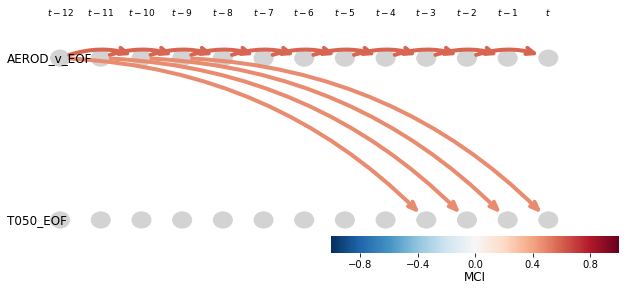 t − 12 t − 11 t − 10 t − 9 t − 8 t − 7 t − 6 t − 5 t − 4 t − 3 t − 2 t − 1 t
AEROD_v_EOF
T050_EOF
−0.8 −0.4 0.0 0.4 0.8
MCI